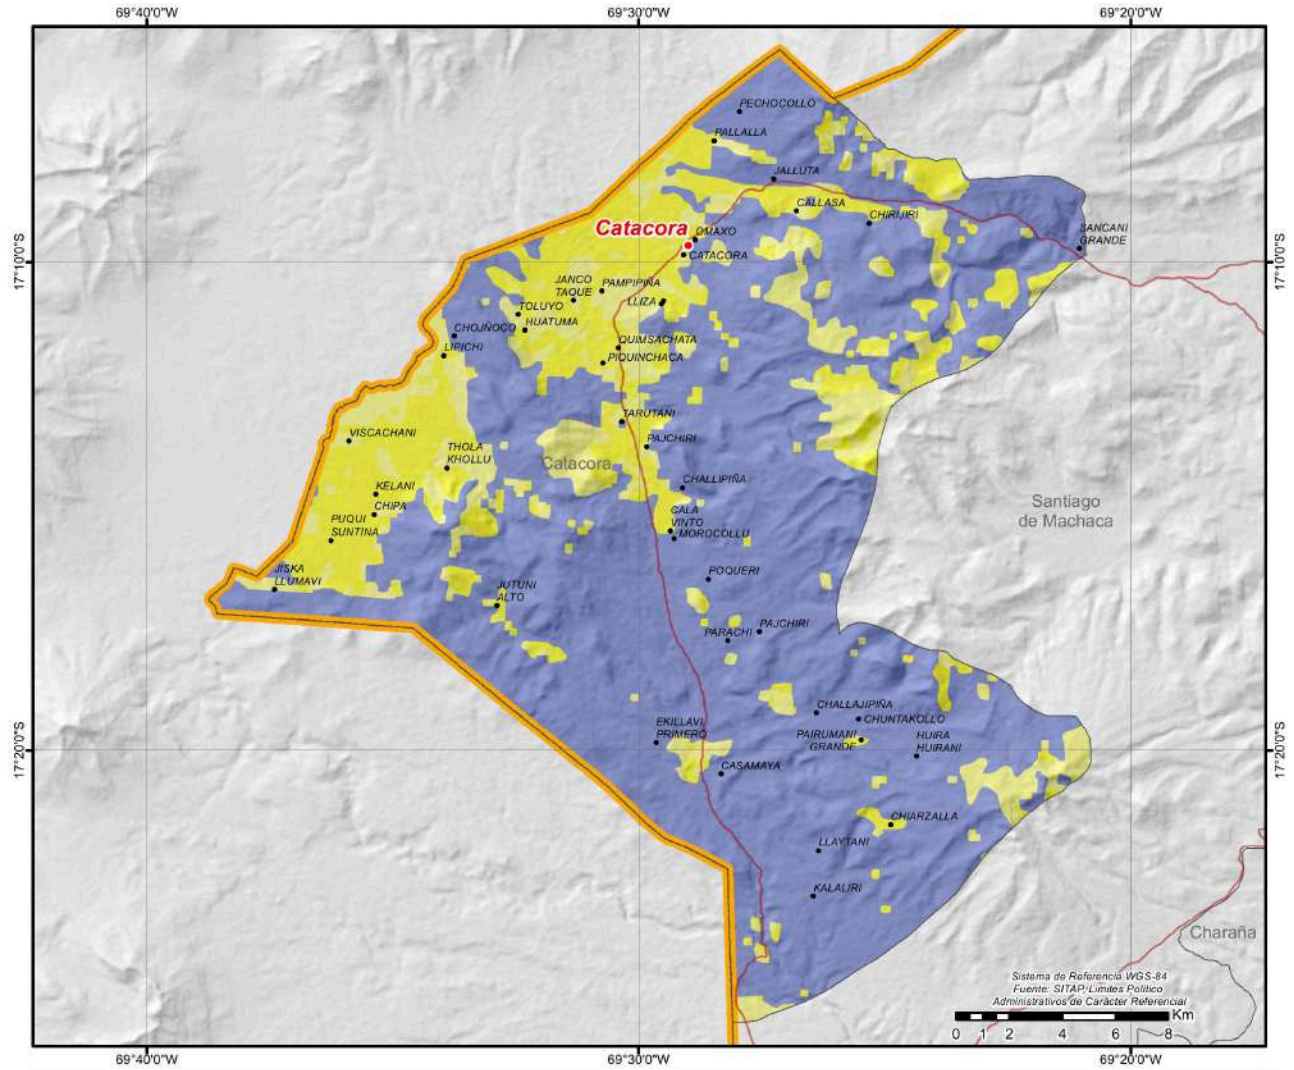 69°40'0"W
69°30'0"W
69°20'0"W
PECHOCOLLO
PALLALLA
JALLUTA
CALLASA
CHIRIJIRI
SANCANI
GRANDE
Catacora
OMAXO
CATACORA
17°10'0"S
17°10'0"S
JANCO
TAQUE
PAMPIPIÑA
LLIZA
TOLUYO
HUATUMA
CHOJÑOCO
LIPICHI
QUIMSACHATA
PIQUINCHACA
TARUTANI
VISCACHANI
PAJCHIRI
THOLA
KHOLLU
Catacora
CHALLIPIÑA
KELANI
CHIPA
CALA
VINTO
MOROCOLLU
Santiago
de Machaca
PUQUI
SUNTINA
JISKA
LLUMAVI
POQUERI
JUTUNI
ALTO
PARACHI
PAJCHIRI
CHALLAJIPIÑA
CHUNTAKOLLO
EKILLAVI
PRIMERO
PAIRUMANI
GRANDE
HUIRA
HUIRANI
17°20'0"S
17°20'0"S
CASAMAYA
CHIARZALLA
LLAYTANI
KALAURI
Charaña
Sistema de Referencia WGS-84
Fuente: SITAP, Limites Político
Administrativos de Carácter Referencial
Km
0 1 2 4 6 8
69°40'0"W
69°30'0"W
69°20'0"W